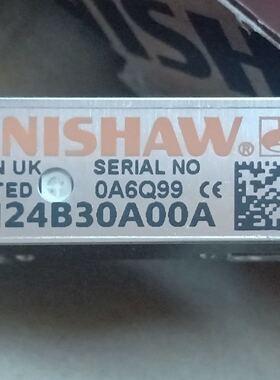 NISHAW®
N UK SERIAL NO
TED 0A6Q99 CE
124B30A00A